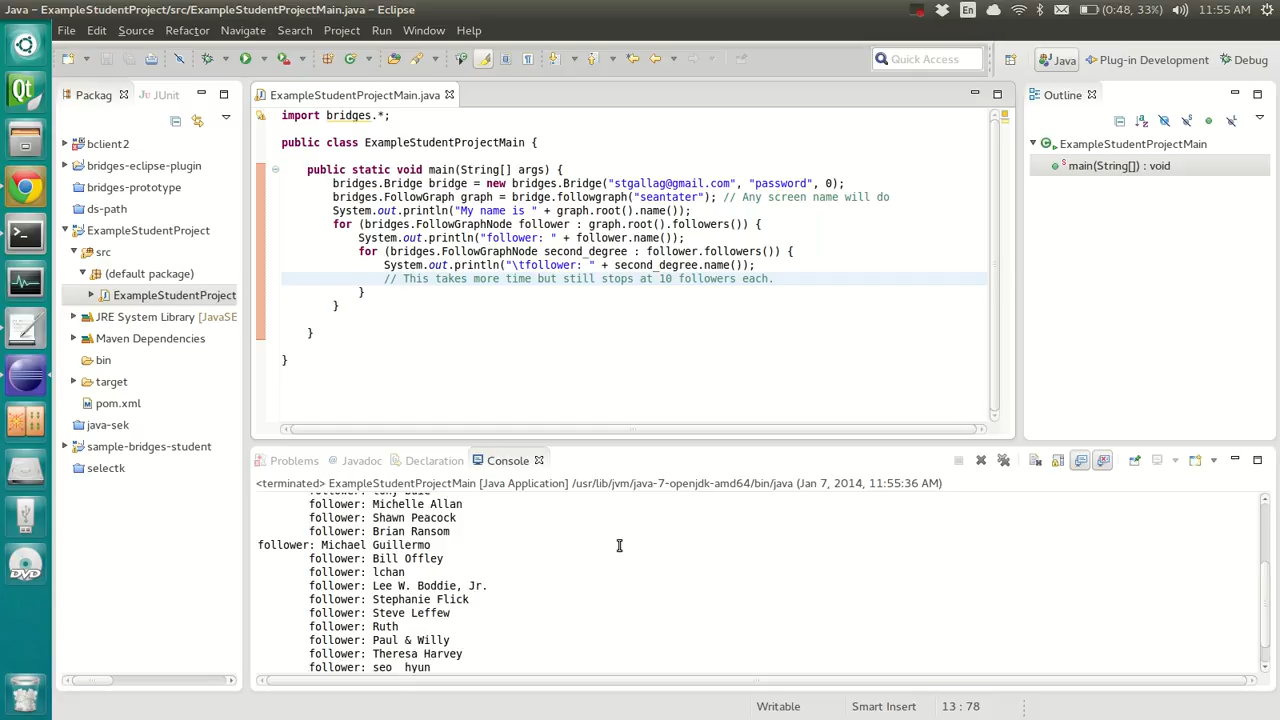 Java - ExampleStudentProject/src/ExampleStudentProjectMain.java - Eclipse
En
(0:48, 33%)
11:55 AM
File Edit Source Refactor Navigate Search Project Run Window Help
Quick Access
Java
Plug-in Development
Debug
Packag
JUnit
bclient2
bridges-eclipse-plugin
bridges-prototype
ds-path
ExampleStudentProject
src
(default package)
ExampleStudentProject
JRE System Library [JavaSE
Maven Dependencies
bin
target
pom.xml
java-sek
sample-bridges-student
selectk
ExampleStudentProjectMain.java
import bridges.*;
public class ExampleStudentProjectMain {
public static void main(String[] args) {
bridges.Bridge bridge = new bridges.Bridge("stgallag@gmail.com", "password", 0);
bridges.FollowGraph graph = bridge.followgraph("seantater"); // Any screen name will do
System.out.println("My name is " + graph.root().name());
for (bridges.FollowGraphNode follower : graph.root().followers()) {
System.out.println("follower: " + follower.name());
for (bridges.FollowGraphNode second_degree : follower.followers()) {
System.out.println("\tfollower: " + second_degree.name());
// This takes more time but still stops at 10 followers each.
}
}
}
}
Outline
ExampleStudentProjectMain
main(String[]) : void
Problems
Javadoc
Declaration
Console
<terminated> ExampleStudentProjectMain [Java Application] /usr/lib/jvm/java-7-openjdk-amd64/bin/java (Jan 7, 2014, 11:55:36 AM)
follower:
follower: Michelle Allan
follower: Shawn Peacock
follower: Brian Ransom
follower: Michael Guillermo
follower: Bill Offley
follower: lchan
follower: Lee W. Boddie, Jr.
follower: Stephanie Flick
follower: Steve Leffew
follower: Ruth
follower: Paul & Willy
follower: Theresa Harvey
follower: seo hyun
Writable
Smart Insert
13 : 78